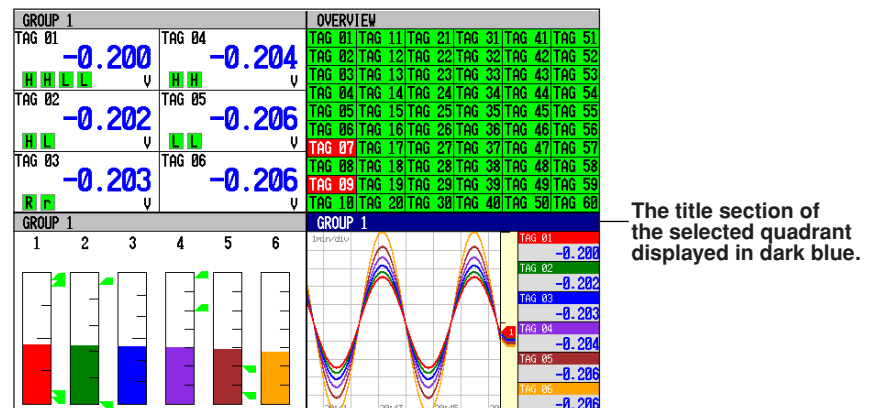 GROUP 1
TAG 01
-0.200
H H L L V
TAG 04
-0.204
H H V
TAG 02
-0.202
H L V
TAG 05
-0.206
L L V
TAG 03
-0.203
R r V
TAG 06
-0.206
V
OVERVIEW
TAG 01 TAG 11 TAG 21 TAG 31 TAG 41 TAG 51
TAG 02 TAG 12 TAG 22 TAG 32 TAG 42 TAG 52
TAG 03 TAG 13 TAG 23 TAG 33 TAG 43 TAG 53
TAG 04 TAG 14 TAG 24 TAG 34 TAG 44 TAG 54
TAG 05 TAG 15 TAG 25 TAG 35 TAG 45 TAG 55
TAG 06 TAG 16 TAG 26 TAG 36 TAG 46 TAG 56
TAG 07 TAG 17 TAG 27 TAG 37 TAG 47 TAG 57
TAG 08 TAG 18 TAG 28 TAG 38 TAG 48 TAG 58
TAG 09 TAG 19 TAG 29 TAG 39 TAG 49 TAG 59
TAG 10 TAG 20 TAG 30 TAG 40 TAG 50 TAG 60
GROUP 1
1 2 3 4 5 6
GROUP 1
1min/div
1
TAG 01
-0.200
TAG 02
-0.202
TAG 03
-0.203
TAG 04
-0.204
TAG 05
-0.206
TAG 06
-0.206
The title section of
the selected quadrant
displayed in dark blue.